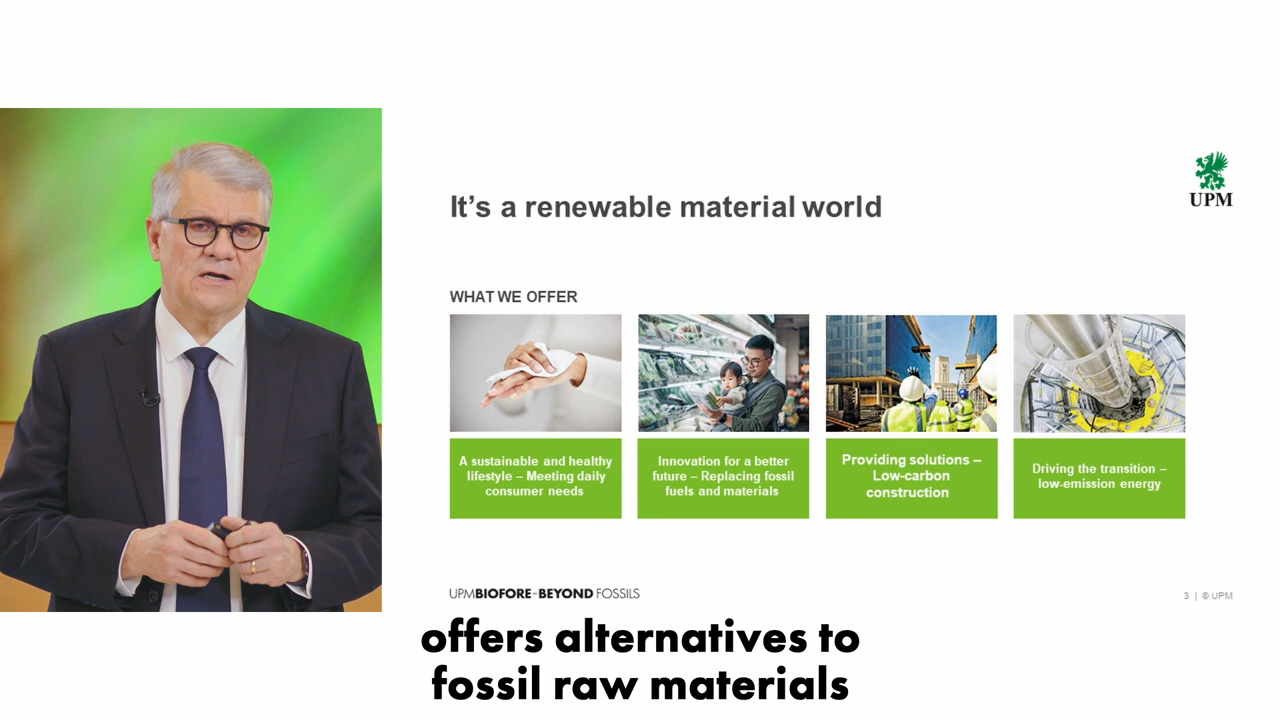 UPM
It's a renewable material world
WHAT WE OFFER
A sustainable and healthy
lifestyle – Meeting daily
consumer needs
Innovation for a better
future – Replacing fossil
fuels and materials
Providing solutions –
Low-carbon
construction
Driving the transition –
low-emission energy
UPMBIOFORE-BEYOND FOSSILS
3 | © UPM
offers alternatives to
fossil raw materials